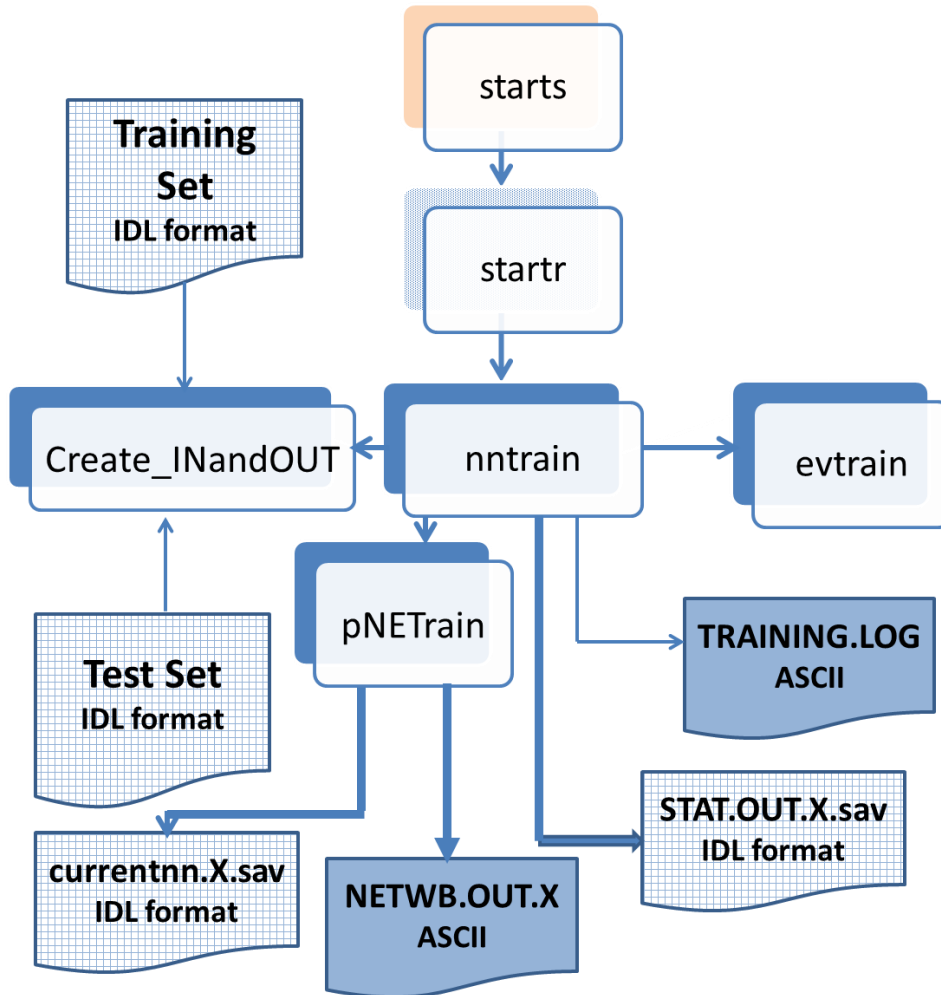 starts
Training
Set
IDL format
startr
Create_INandOUT
nntrain
evtrain
pNETrain
Test Set
IDL format
TRAINING.LOG
ASCII
STAT.OUT.X.sav
IDL format
currentnn.X.sav
IDL format
NETWB.OUT.X
ASCII